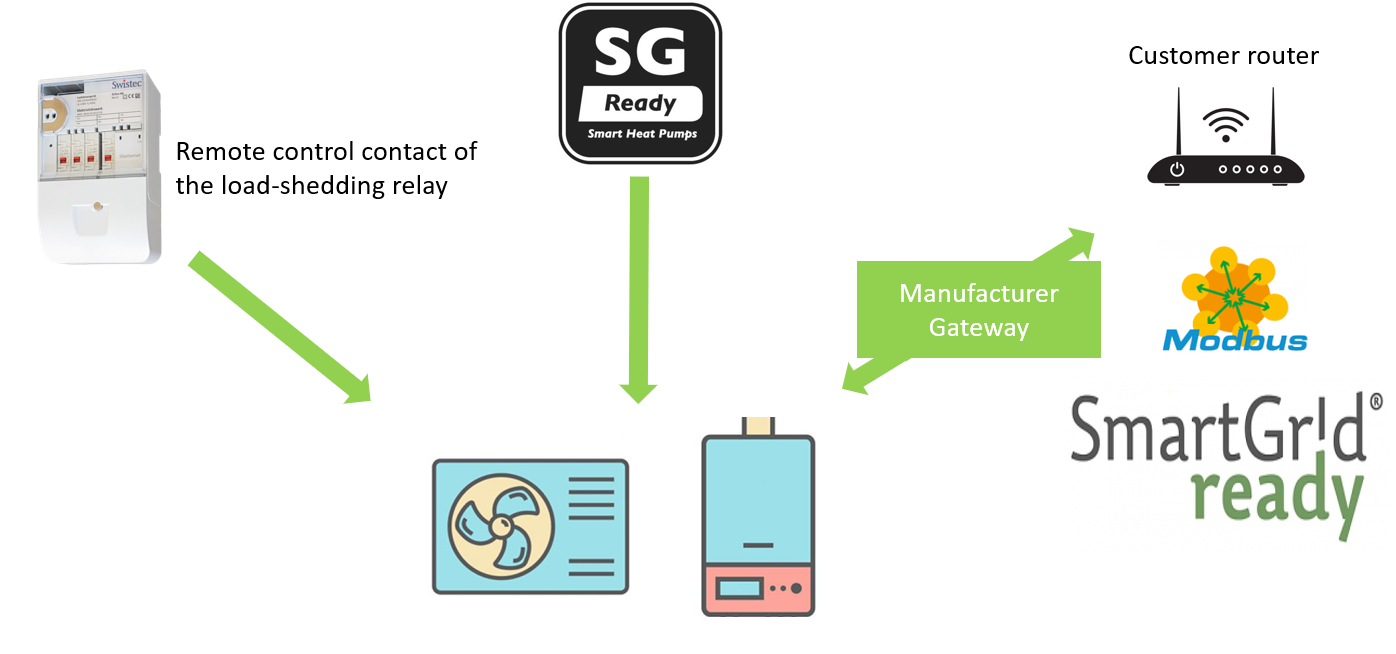 Swistec
Remote control contact of
the load-shedding relay
SG
Ready
Smart Heat Pumps
Customer router
Manufacturer
Gateway
Modbus
SmartGr!d®
ready